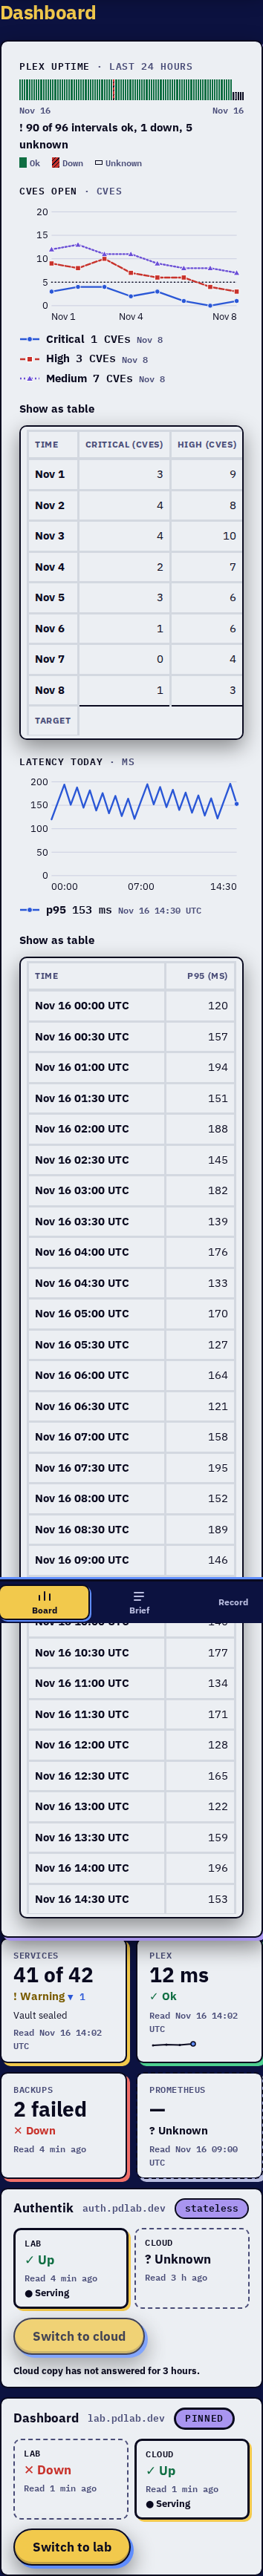 Dashboard
PLEX UPTIME · LAST 24 HOURS
Nov 16 Nov 16
! 90 of 96 intervals ok, 1 down, 5
unknown
Ok Down Unknown
CVES OPEN · CVES
20
15
10
5
0
Nov 1 Nov 4 Nov 8
Critical 1 CVEs Nov 8
High 3 CVEs Nov 8
Medium 7 CVEs Nov 8
Show as table
TIME CRITICAL (CVES) HIGH (CVES)
Nov 1 3 9
Nov 2 4 8
Nov 3 4 10
Nov 4 2 7
Nov 5 3 6
Nov 6 1 6
Nov 7 0 4
Nov 8 1 3
TARGET
LATENCY TODAY · MS
200
150
100
50
0
00:00 07:00 14:30
p95 153 ms Nov 16 14:30 UTC
Show as table
TIME P95 (MS)
Nov 16 00:00 UTC 120
Nov 16 00:30 UTC 157
Nov 16 01:00 UTC 194
Nov 16 01:30 UTC 151
Nov 16 02:00 UTC 188
Nov 16 02:30 UTC 145
Nov 16 03:00 UTC 182
Nov 16 03:30 UTC 139
Nov 16 04:00 UTC 176
Nov 16 04:30 UTC 133
Nov 16 05:00 UTC 170
Nov 16 05:30 UTC 127
Nov 16 06:00 UTC 164
Nov 16 06:30 UTC 121
Nov 16 07:00 UTC 158
Nov 16 07:30 UTC 195
Nov 16 08:00 UTC 152
Nov 16 08:30 UTC 189
Nov 16 09:00 UTC 146
Board Brief Record
Nov 16 10:30 UTC 177
Nov 16 11:00 UTC 134
Nov 16 11:30 UTC 171
Nov 16 12:00 UTC 128
Nov 16 12:30 UTC 165
Nov 16 13:00 UTC 122
Nov 16 13:30 UTC 159
Nov 16 14:00 UTC 196
Nov 16 14:30 UTC 153
SERVICES
41 of 42
! Warning ▼ 1
Vault sealed
Read Nov 16 14:02
UTC
PLEX
12 ms
✓ Ok
Read Nov 16 14:02
UTC
BACKUPS
2 failed
✕ Down
Read 4 min ago
PROMETHEUS
—
? Unknown
Read Nov 16 09:00
UTC
Authentik auth.pdlab.dev stateless
LAB
✓ Up
Read 4 min ago
● Serving
CLOUD
? Unknown
Read 3 h ago
Switch to cloud
Cloud copy has not answered for 3 hours.
Dashboard lab.pdlab.dev PINNED
LAB
✕ Down
Read 1 min ago
CLOUD
✓ Up
Read 1 min ago
● Serving
Switch to lab